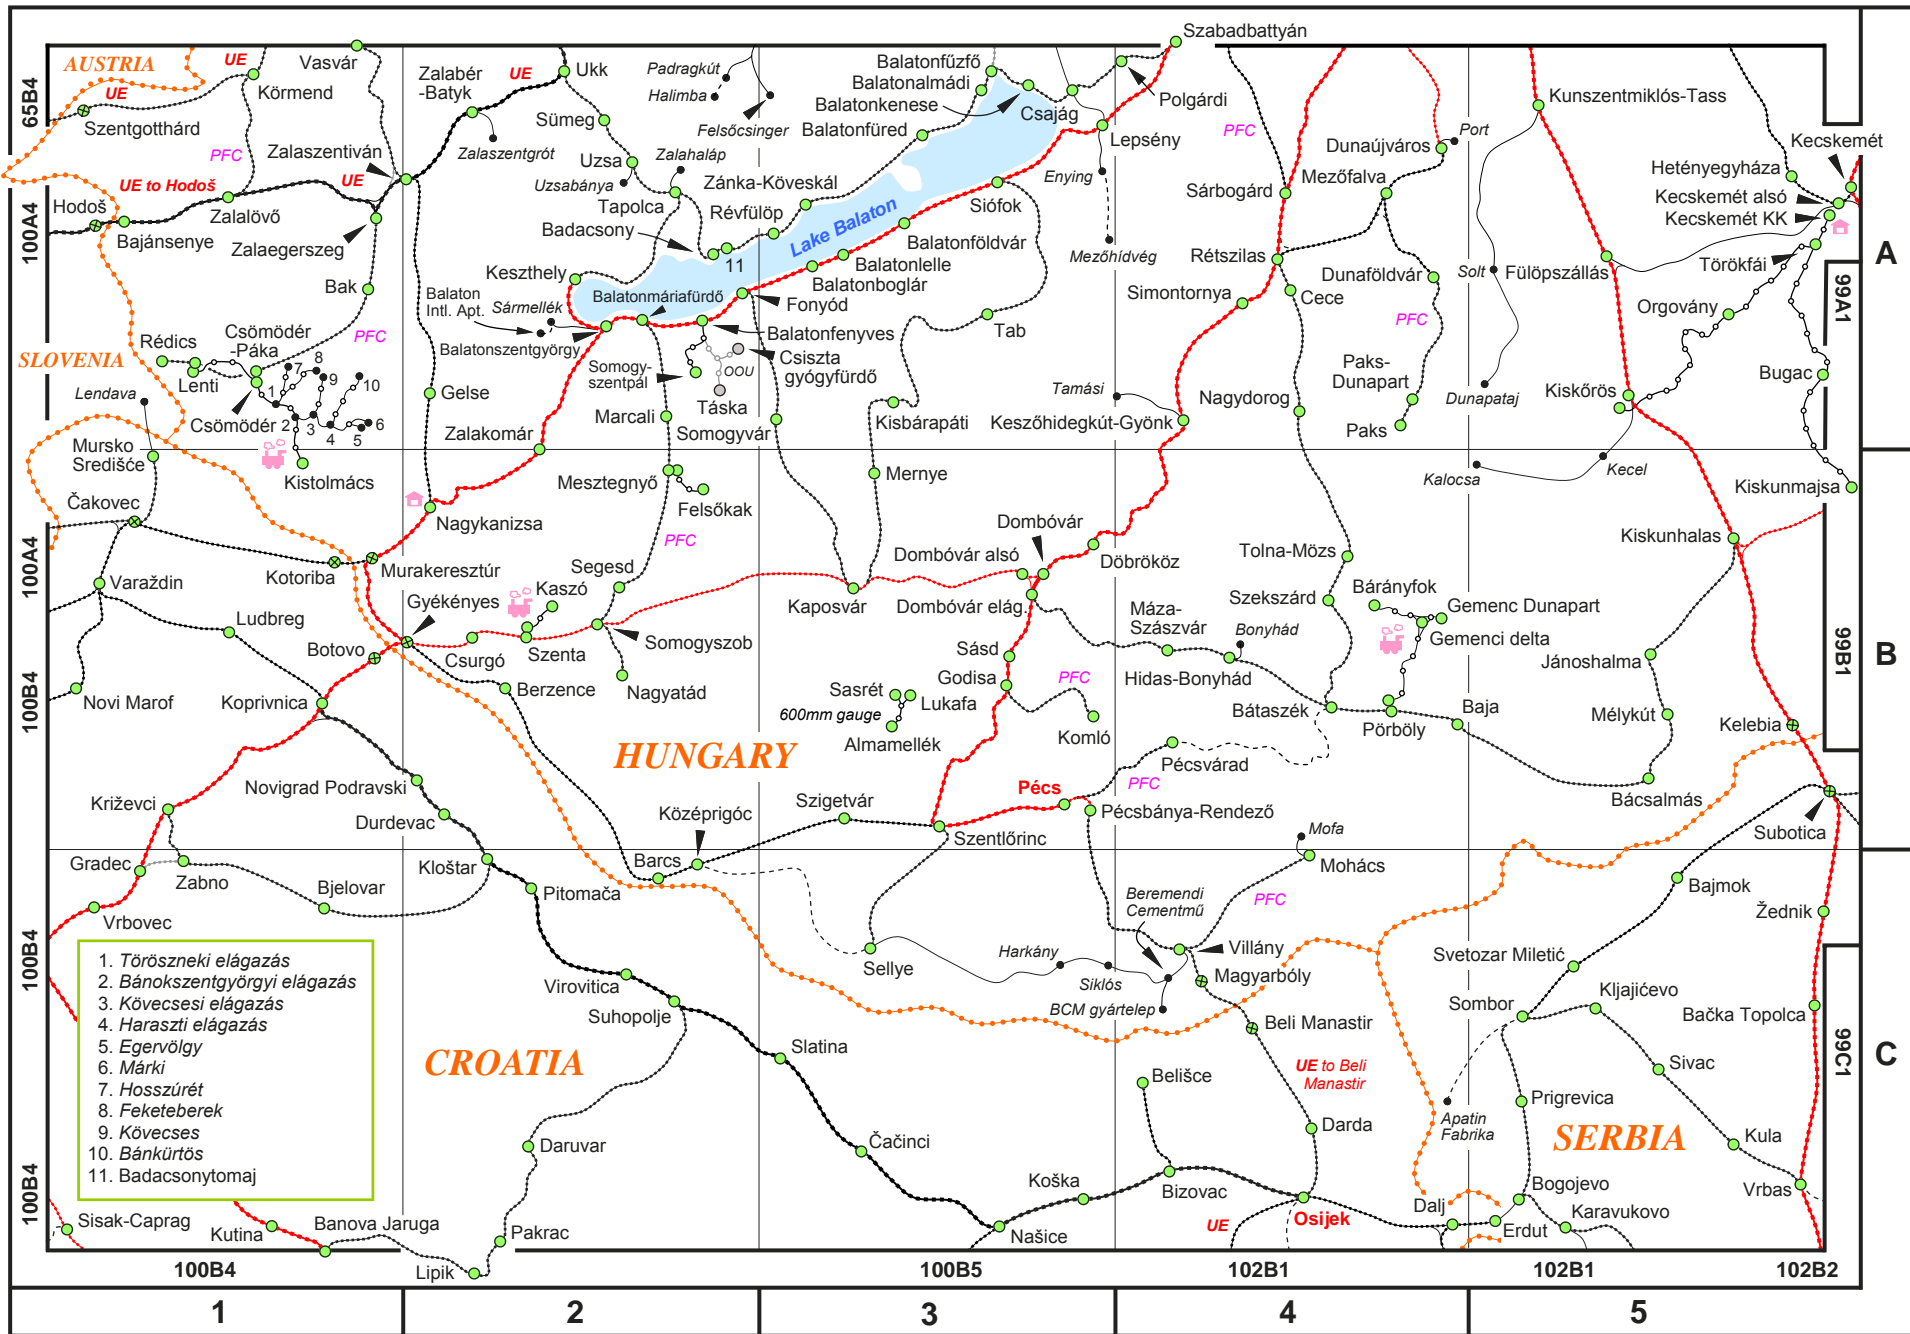 AUSTRIA
UE
UE
Vasvár
Körmend
Szentgotthárd
PFC
Zalaszentiván
UE to Hodoš
UE
Hodoš
Bajánsenye
Zalalövő
Zalaegerszeg
Bak
PFC
Csömödér
-Páka
Rédics
Lenti
SLOVENIA
Lendava
Csömödér
1
2
3
4
5
6
7
8
9
10
Mursko
Središće
Kistolmács
Zalabér
-Batyk
UE
Ukk
Sümeg
Zalaszentgrót
Uzsa
Uzsabánya
Zalahaláp
Tapolca
Badacsony
Révfülöp
Zánka-Köveskál
11
Keszthely
Balaton
Intl. Apt.
Sármellék
Balatonmáriafürdő
Balatonszentgyörgy
Somogy-
szentpál
OOU
Táska
Csiszta
gyógyfürdő
Balatonfenyves
Fonyód
Balatonboglár
Balatonlelle
Balatonföldvár
Lake Balaton
Siófok
Gelse
Zalakomár
Marcali
Somogyvár
Padragkút
Halimba
Felsőcsinger
Balatonfűzfő
Balatonalmádi
Balatonkenese
Balatonfüred
Csajág
Szabadbattyán
Polgárdi
Lepsény
Enying
Mezőhídvég
Tab
Kisbárapáti
Tamási
Keszőhidegkút-Gyönk
PFC
Sárbogárd
Rétszilas
Simontornya
Cece
Dunaújváros
Port
Mezőfalva
Dunaföldvár
PFC
Paks-
Dunapart
Paks
Nagydorog
Kunszentmiklós-Tass
Solt
Fülöpszállás
Dunapataj
Kiskőrös
Kecskemét
Hetényegyháza
Kecskemét alsó
Kecskemét KK
Törökfái
Orgovány
Bugac
Kalocsa
Kecel
Kiskunmajsa
Čakovec
Kotoriba
Varaždin
Ludbreg
Botovo
Novi Marof
Koprivnica
Murakeresztúr
Nagykanizsa
Gyékényes
Csurgó
Kaszó
Szenta
Berzence
Mesztegnyő
Felsőkak
PFC
Segesd
Somogyszob
Nagyatád
Mernye
Kaposvár
Dombóvár
Dombóvár alsó
Dombóvár elág.
Döbrököz
Máza-
Szászvár
Bonyhád
Hidas-Bonyhád
Sásd
Godisa
PFC
Komló
Sasrét
Lukafa
600mm gauge
Almamellék
Tolna-Mözs
Szekszárd
Bárányfok
Gemenc Dunapart
Gemenci delta
Bátaszék
Pörböly
Baja
Kiskunhalas
Jánoshalma
Mélykút
Kelebia
Bácsalmás
Subotica
HUNGARY
Pécsvárad
PFC
Pécs
Pécsbánya-Rendező
Szentlőrinc
Szigetvár
Középrigóc
Barcs
Križevci
Novigrad Podravski
Durdevac
Gradec
Zabno
Bjelovar
Kloštar
Pitomača
Vrbovec
Virovitica
Suhopolje
CROATIA
Slatina
Daruvar
Čačinci
Pakrac
Lipik
Našice
Koška
Sellye
Harkány
Siklós
Beremendi
Cementmű
BCM gyártelep
Mofa
Mohács
PFC
Villány
Magyarbóly
Beli Manastir
UE to Beli
Manastir
Belišce
Darda
Bizovac
UE
Osijek
Dalj
Erdut
Bogojevo
Karavukovo
SERBIA
Apatin
Fabrika
Prigrevica
Sombor
Kljajićevo
Sivac
Kula
Vrbas
Svetozar Miletić
Bajmok
Žednik
Bačka Topolca
1. Töröszneki elágazás
2. Bánokszentgyörgyi elágazás
3. Kövecsesi elágazás
4. Haraszti elágazás
5. Egervölgy
6. Márki
7. Hosszúrét
8. Feketeberek
9. Kövecses
10. Bánkürtös
11. Badacsonytomaj
Sisak-Caprag
Kutina
Banova Jaruga
65B4
100A4
100A4
100B4
100B4
100B4
99A1
99B1
99C1
A
B
C
100B4
100B5
102B1
102B1
102B2
1
2
3
4
5